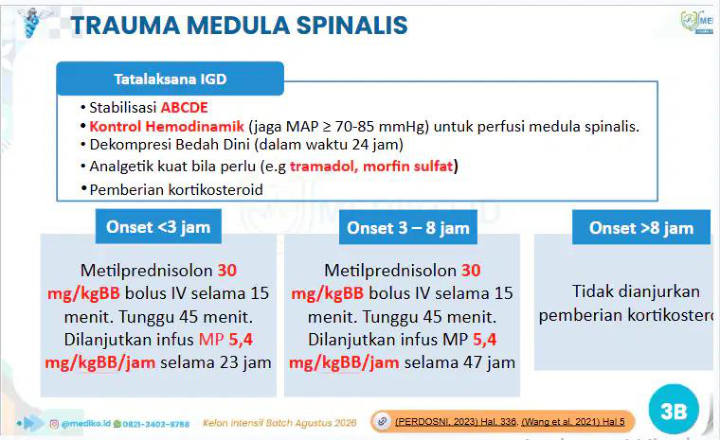 TRAUMA MEDULA SPINALIS
Tatalaksana IGD
• Stabilisasi ABCDE
• Kontrol Hemodinamik (jaga MAP ≥ 70-85 mmHg) untuk perfusi medula spinalis.
• Dekompresi Bedah Dini (dalam waktu 24 jam)
• Analgetik kuat bila perlu (e.g tramadol, morfin sulfat)
• Pemberian kortikosteroid
Onset <3 jam
Metilprednisolon 30
mg/kgBB bolus IV selama 15
menit. Tunggu 45 menit.
Dilanjutkan infus MP 5,4
mg/kgBB/jam selama 23 jam
Onset 3 – 8 jam
Metilprednisolon 30
mg/kgBB bolus IV selama 15
menit. Tunggu 45 menit.
Dilanjutkan infus MP 5,4
mg/kgBB/jam selama 47 jam
Onset >8 jam
Tidak dianjurkan
pemberian kortikostero
3B
@mediko.id 0821-2402-8788 Kelon Intensif Batch Agustus 2026
(PERDOSNI, 2023) Hal. 336, (Wang et al, 2021) Hal 5